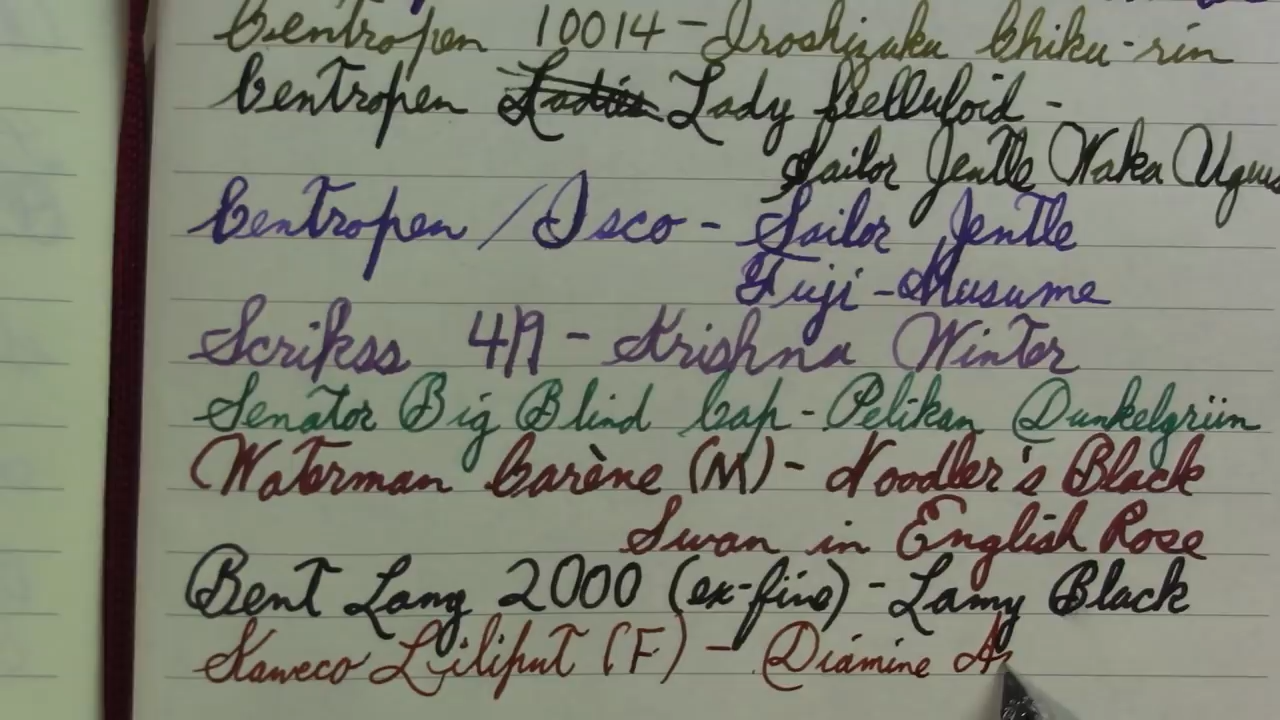 Centropen 10014 - Iroshizuku Chiku-rin
Centropen Lady Celluloid -
Sailor Jentle Waka Uguis
Centropen / Isco - Sailor Jentle
Fuji-Musume
Scrikss 419 - Krishna Winter
Senator Big Blind Cap - Pelikan Dunkelgrün
Waterman Carène (M) - Noodler's Black
Swan in English Rose
Bent Lamy 2000 (ex-fine) - Lamy Black
Kaweco Liliput (F) - Diamine A